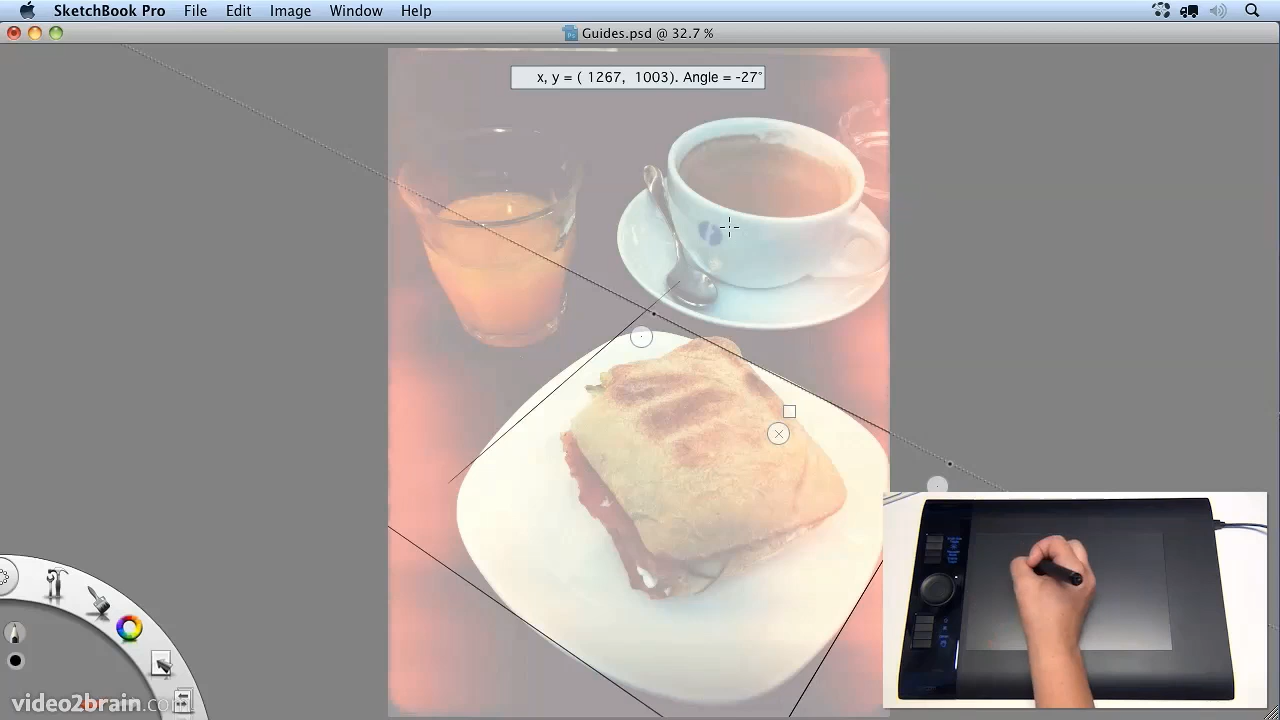 SketchBook Pro File Edit Image Window Help
Guides.psd @ 32.7 %
x, y = ( 1267, 1003). Angle = -27°
video2brain.com